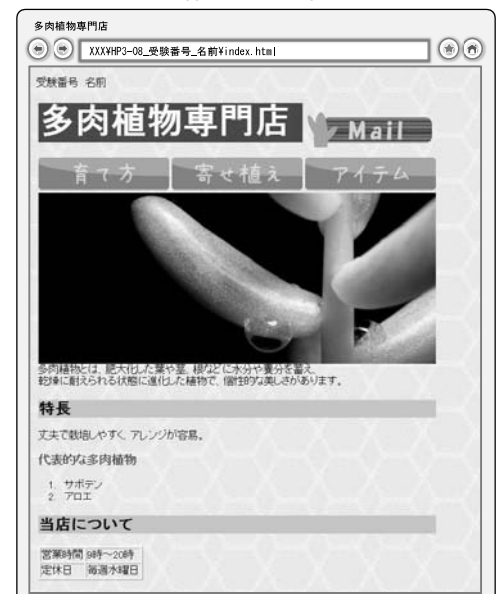 多肉植物専門店
XXX¥HP3-08_受験番号_名前¥index.html
受験番号 名前
多肉植物専門店
Mail
育て方 寄せ植え アイテム
多肉植物とは、肥大化した葉や茎、根などに水分や養分を蓄え、
乾燥に耐えられる状態に進化した植物で、個性的な美しさがあります。
特長
丈夫で栽培しやすく、アレンジが容易。
代表的な多肉植物
1. サボテン
2. アロエ
当店について
営業時間 9時～20時
定休日 毎週水曜日